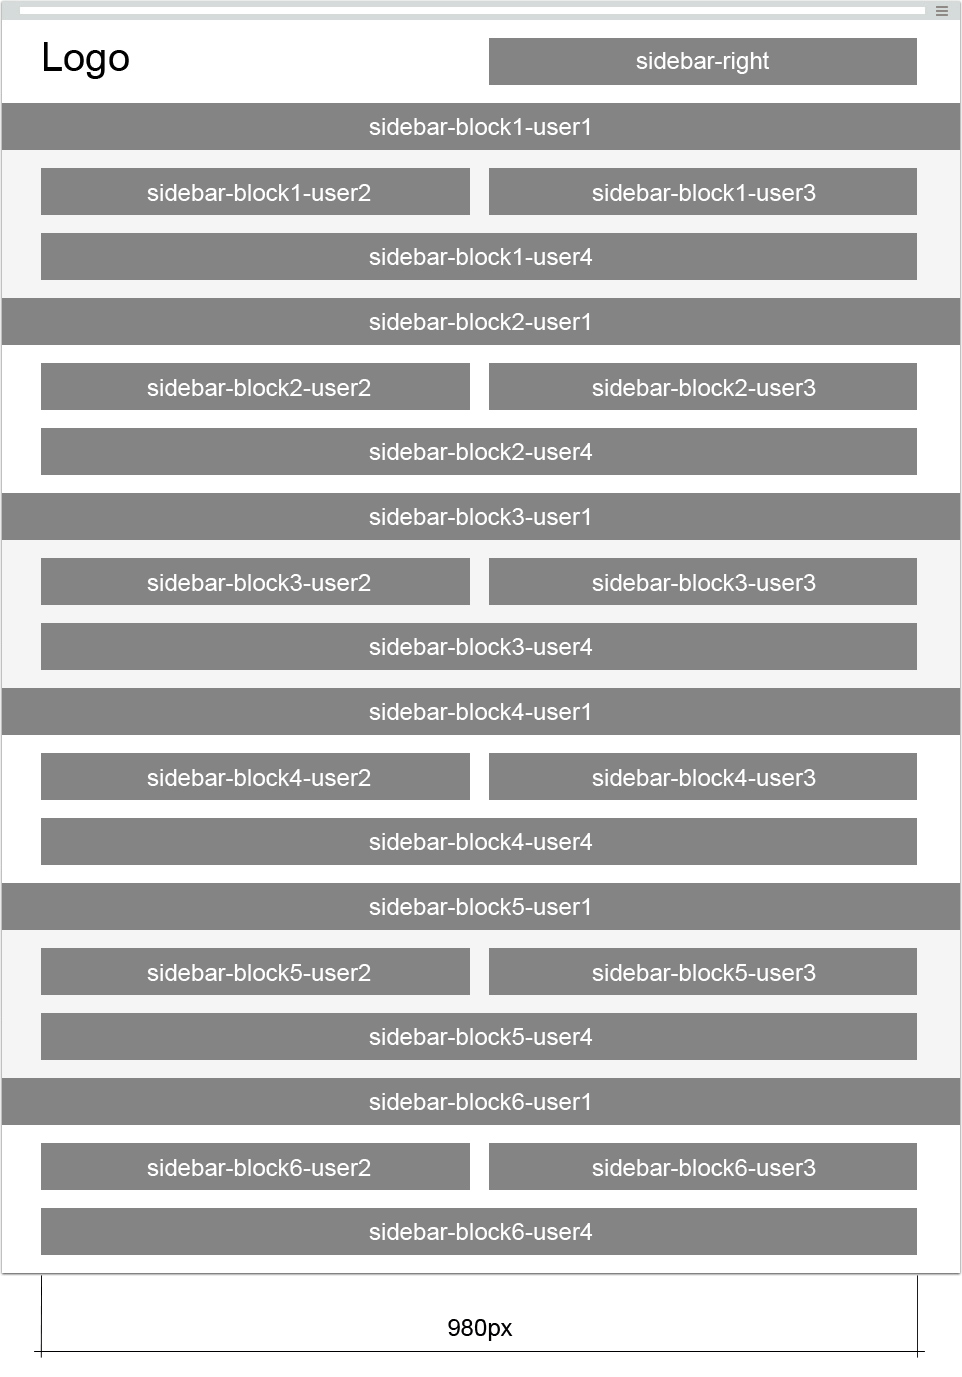 Logo
sidebar-right
sidebar-block1-user1
sidebar-block1-user2
sidebar-block1-user3
sidebar-block1-user4
sidebar-block2-user1
sidebar-block2-user2
sidebar-block2-user3
sidebar-block2-user4
sidebar-block3-user1
sidebar-block3-user2
sidebar-block3-user3
sidebar-block3-user4
sidebar-block4-user1
sidebar-block4-user2
sidebar-block4-user3
sidebar-block4-user4
sidebar-block5-user1
sidebar-block5-user2
sidebar-block5-user3
sidebar-block5-user4
sidebar-block6-user1
sidebar-block6-user2
sidebar-block6-user3
sidebar-block6-user4
980px